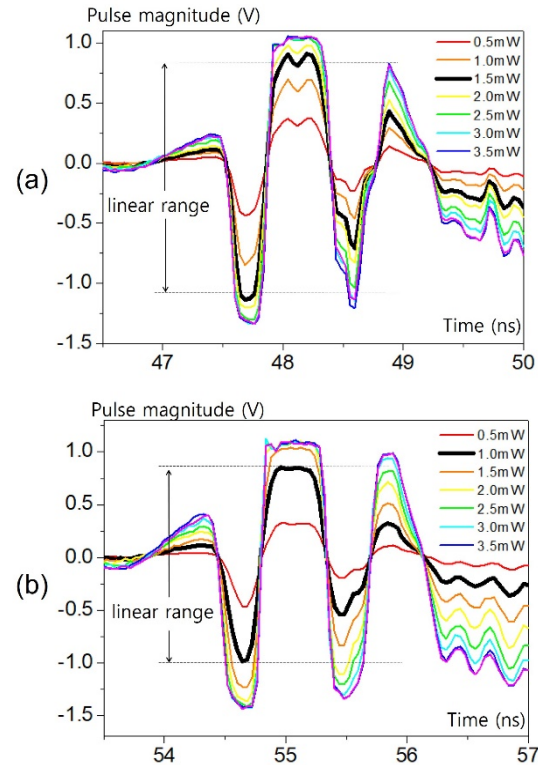 Pulse magnitude (V)
1.0
0.5
0.0
-0.5
-1.0
-1.5
0.5mW
1.0mW
1.5mW
2.0mW
2.5mW
3.0mW
3.5mW
(a)
linear range
Time (ns)
47 48 49 50
Pulse magnitude (V)
1.0
0.5
0.0
-0.5
-1.0
-1.5
0.5mW
1.0mW
1.5mW
2.0mW
2.5mW
3.0mW
3.5mW
(b)
linear range
Time (ns)
54 55 56 57